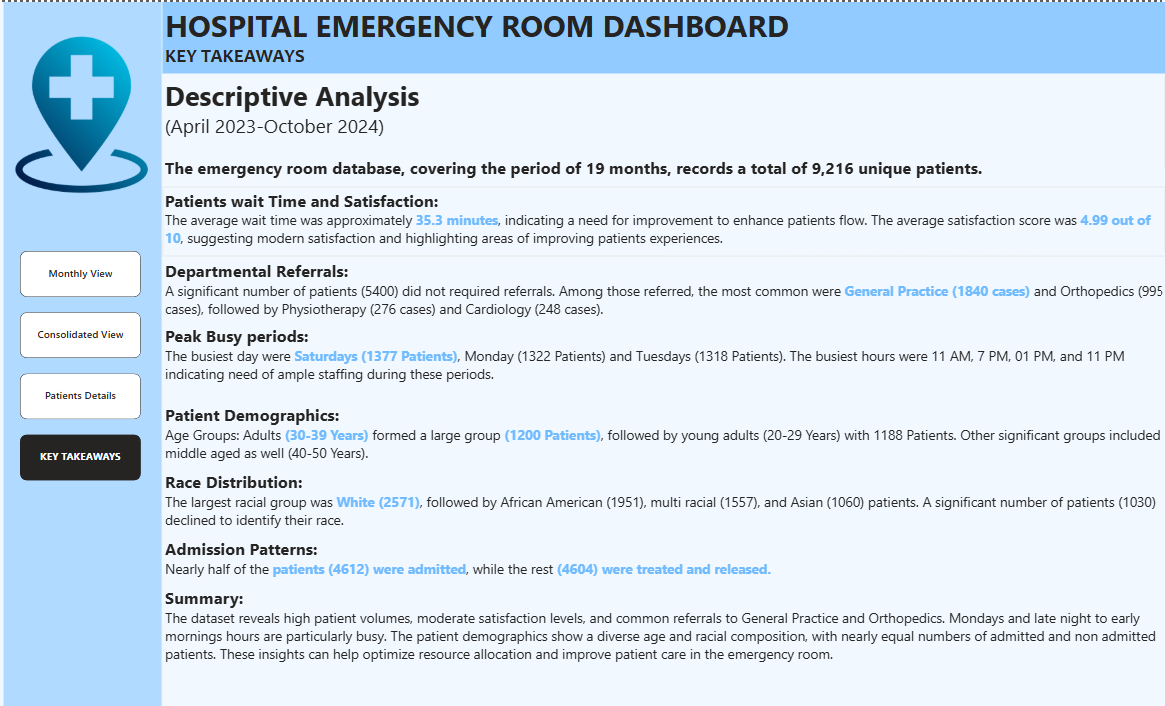 HOSPITAL EMERGENCY ROOM DASHBOARD
KEY TAKEAWAYS
Monthly View
Consolidated View
Patients Details
KEY TAKEAWAYS
Descriptive Analysis
(April 2023-October 2024)
The emergency room database, covering the period of 19 months, records a total of 9,216 unique patients.
Patients wait Time and Satisfaction:
The average wait time was approximately 35.3 minutes, indicating a need for improvement to enhance patients flow. The average satisfaction score was 4.99 out of
10, suggesting modern satisfaction and highlighting areas of improving patients experiences.
Departmental Referrals:
A significant number of patients (5400) did not required referrals. Among those referred, the most common were General Practice (1840 cases) and Orthopedics (995
cases), followed by Physiotherapy (276 cases) and Cardiology (248 cases).
Peak Busy periods:
The busiest day were Saturdays (1377 Patients), Monday (1322 Patients) and Tuesdays (1318 Patients). The busiest hours were 11 AM, 7 PM, 01 PM, and 11 PM
indicating need of ample staffing during these periods.
Patient Demographics:
Age Groups: Adults (30-39 Years) formed a large group (1200 Patients), followed by young adults (20-29 Years) with 1188 Patients. Other significant groups included
middle aged as well (40-50 Years).
Race Distribution:
The largest racial group was White (2571), followed by African American (1951), multi racial (1557), and Asian (1060) patients. A significant number of patients (1030)
declined to identify their race.
Admission Patterns:
Nearly half of the patients (4612) were admitted, while the rest (4604) were treated and released.
Summary:
The dataset reveals high patient volumes, moderate satisfaction levels, and common referrals to General Practice and Orthopedics. Mondays and late night to early
mornings hours are particularly busy. The patient demographics show a diverse age and racial composition, with nearly equal numbers of admitted and non admitted
patients. These insights can help optimize resource allocation and improve patient care in the emergency room.